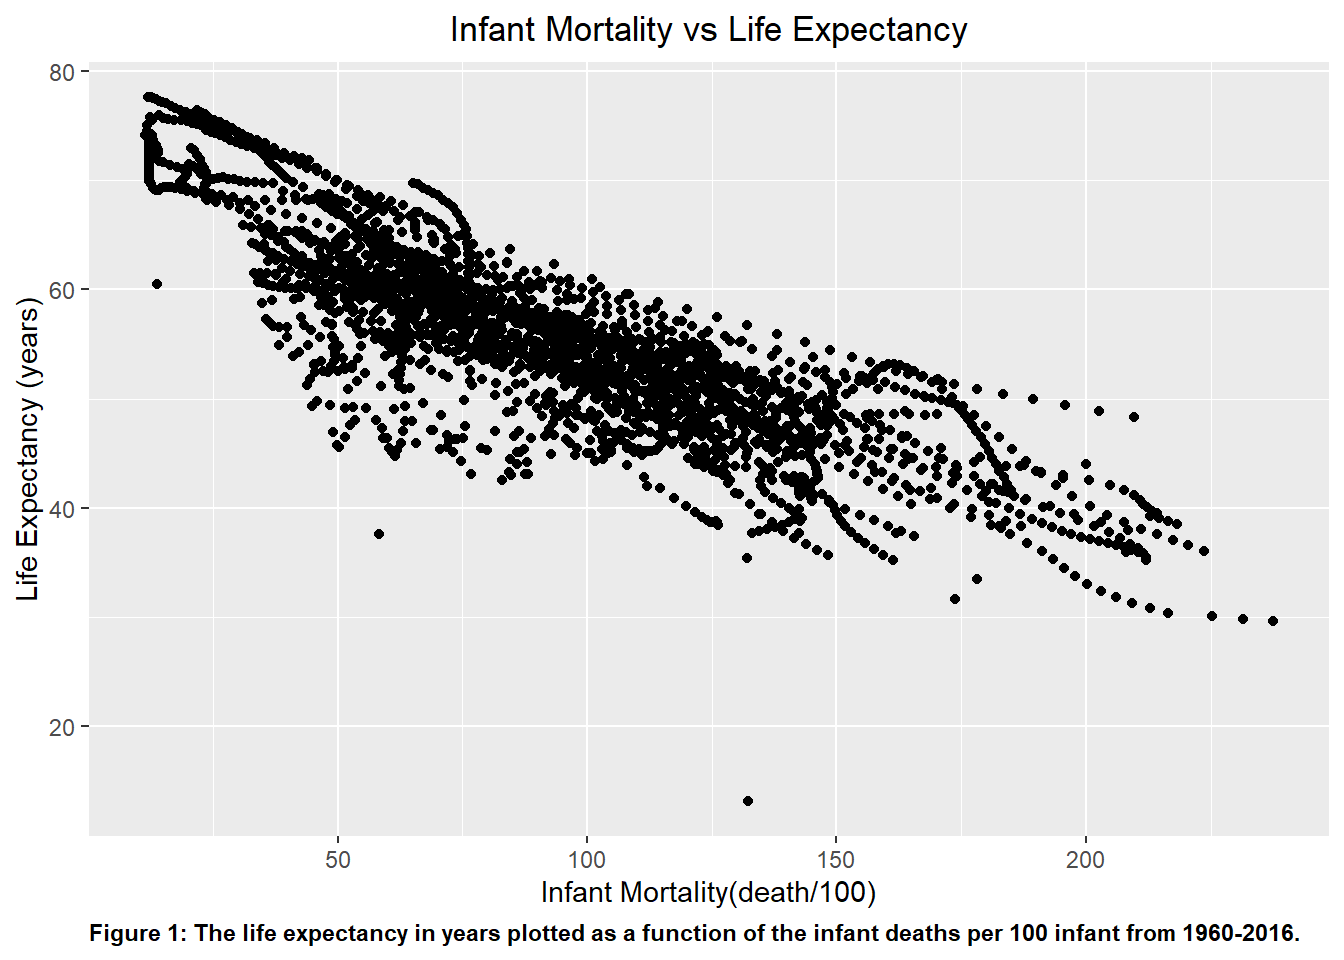 Infant Mortality vs Life Expectancy
80
60
40
20
Life Expectancy (years)
50 100 150 200
Infant Mortality(death/100)
Figure 1: The life expectancy in years plotted as a function of the infant deaths per 100 infant from 1960-2016.